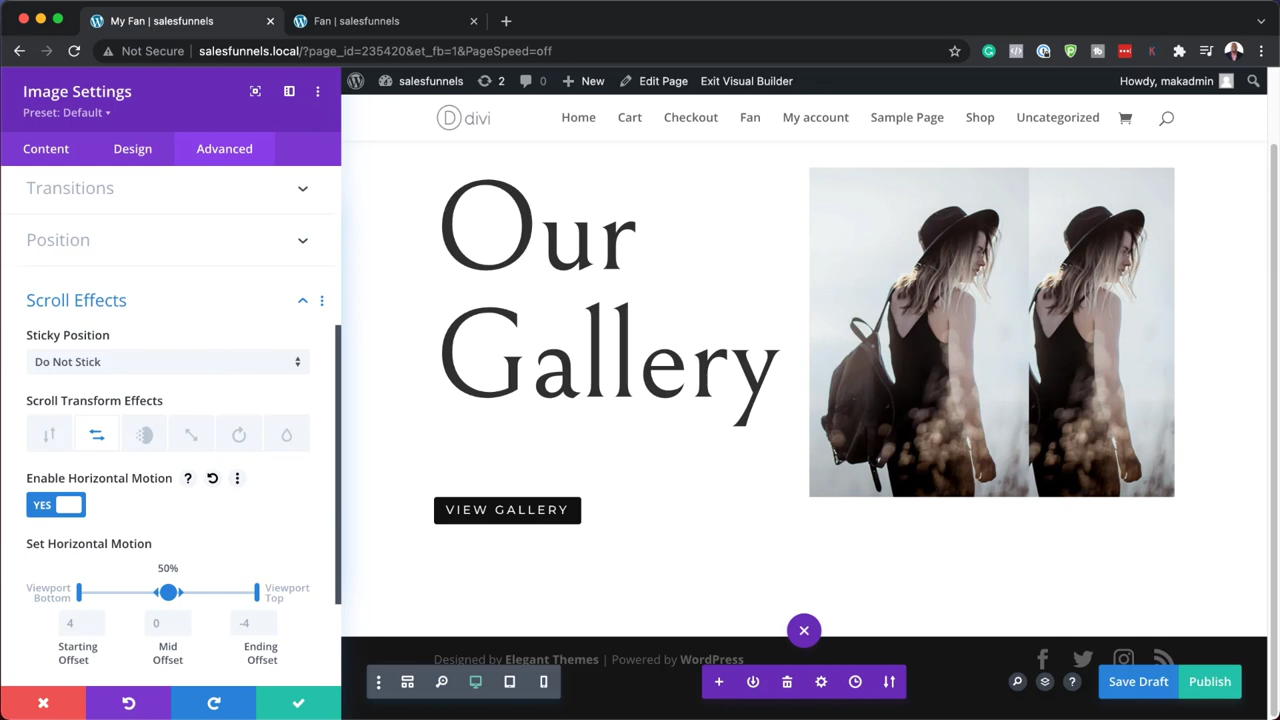 My Fan | salesfunnels
Fan | salesfunnels
Not Secure
salesfunnels.local/?page_id=235420&et_fb=1&PageSpeed=off
Image Settings
Preset: Default
Content
Design
Advanced
salesfunnels
2
0
New
Edit Page
Exit Visual Builder
Howdy, makadmin
D divi
Home
Cart
Checkout
Fan
My account
Sample Page
Shop
Uncategorized
Transitions
Position
Scroll Effects
Sticky Position
Do Not Stick
Scroll Transform Effects
Enable Horizontal Motion
YES
Set Horizontal Motion
50%
Viewport
Bottom
Viewport
Top
4
0
-4
Starting
Offset
Mid
Offset
Ending
Offset
Our
Gallery
VIEW GALLERY
Designed by Elegant Themes | Powered by WordPress
Save Draft
Publish